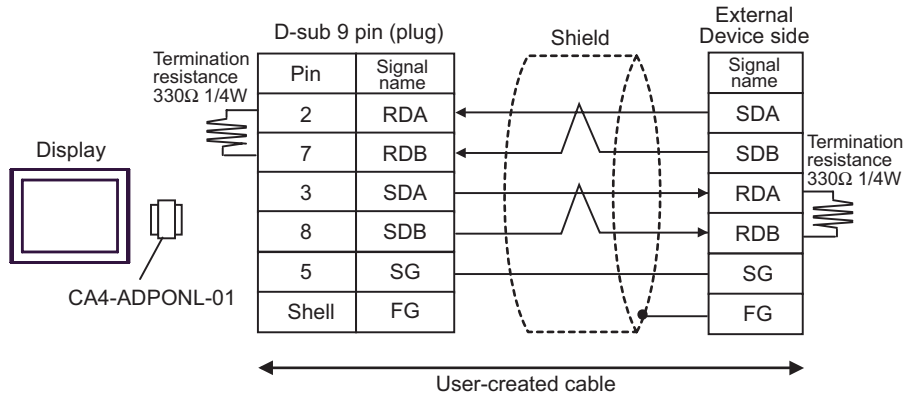 D-sub 9 pin (plug)
Shield
External
Device side
Termination
resistance
330Ω 1/4W
Pin
Signal
name
Signal
name
2
RDA
SDA
7
RDB
SDB
Termination
resistance
330Ω 1/4W
Display
3
SDA
RDA
8
SDB
RDB
5
SG
SG
CA4-ADPONL-01
Shell
FG
FG
User-created cable